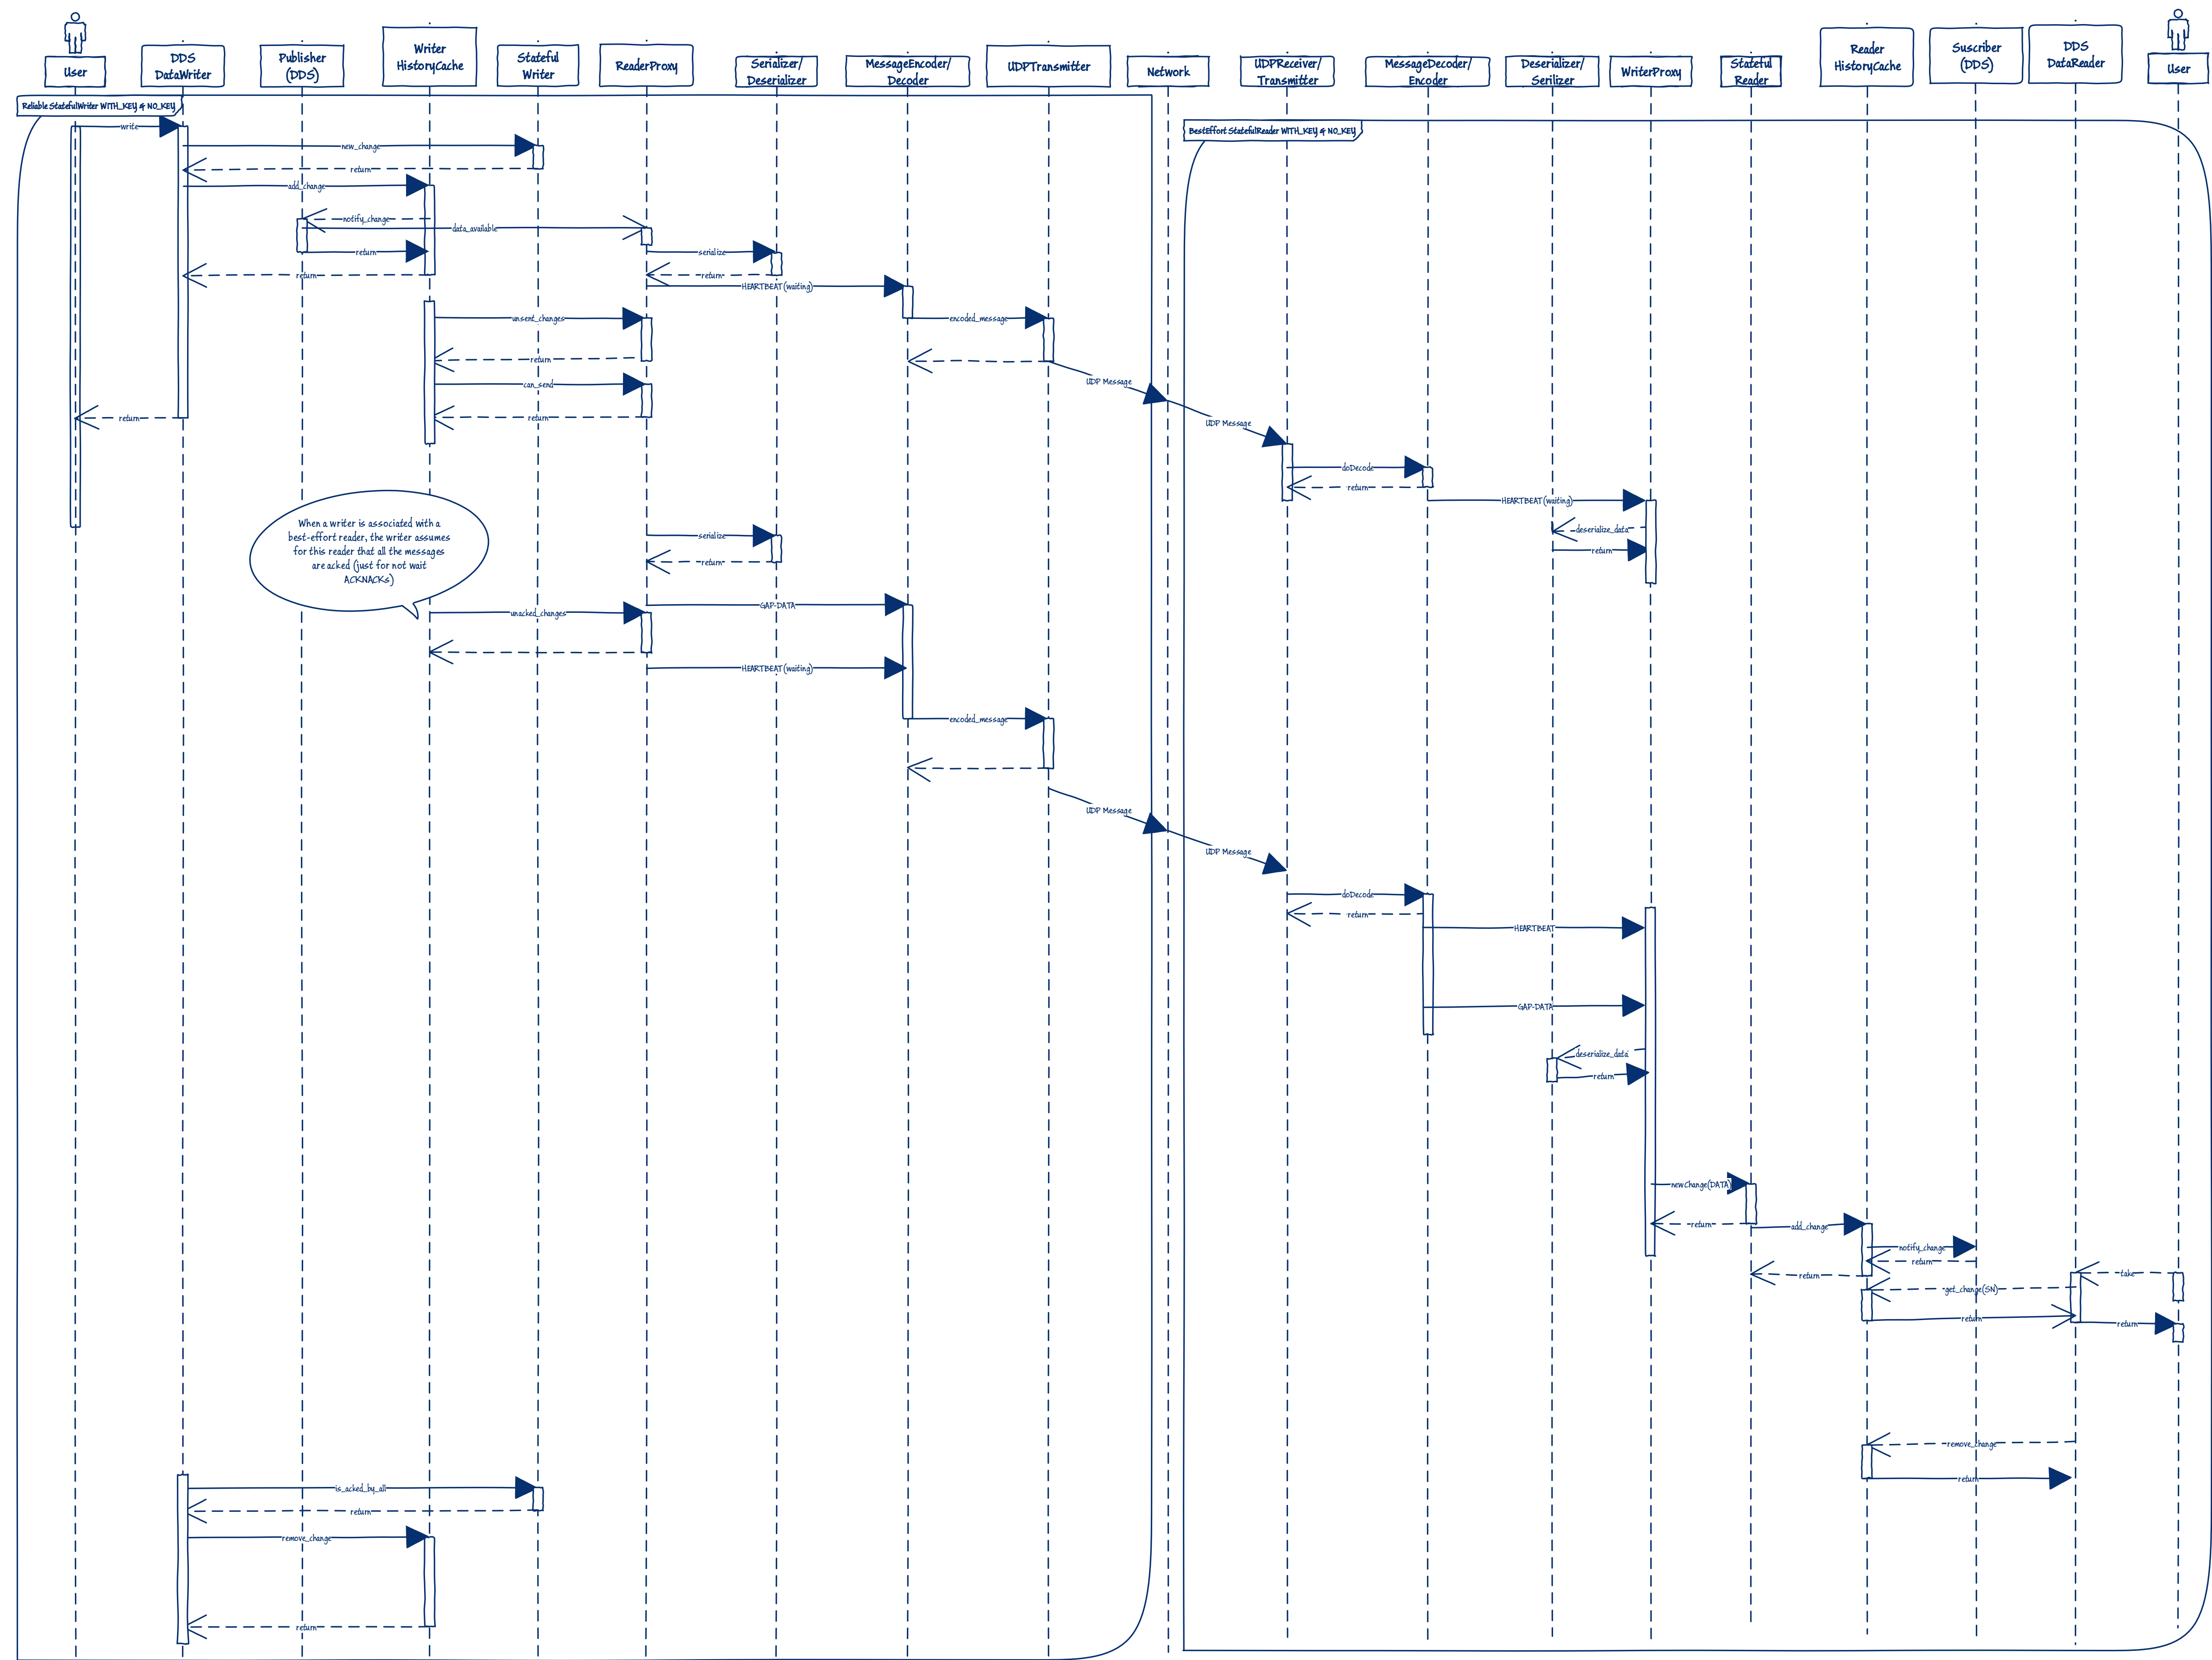 User
DDS
DataWriter
Publisher
(DDS)
Writer
HistoryCache
Stateful
Writer
ReaderProxy
Serializer/
Deserializer
MessageEncoder/
Decoder
UDPTransmitter
Network
UDPReceiver/
Transmitter
MessageDecoder/
Encoder
Deserializer/
Serilizer
WriterProxy
Stateful
Reader
Reader
HistoryCache
Suscriber
(DDS)
DDS
DataReader
User
Reliable StatefulWriter WITH_KEY & NO_KEY
BestEffort StatefulReader WITH_KEY & NO_KEY
write
new_change
return
add_change
notify_change
data_available
return
serialize
return
return
HEARTBEAT(waiting)
unsent_changes
encoded_message
return
can_send
UDP Message
return
return
UDP Message
doDecode
return
HEARTBEAT(waiting)
When a writer is associated with a
best-effort reader, the writer assumes
for this reader that all the messages
are acked (just for not wait
ACKNACKs)
deserialize_data
serialize
return
return
GAP-DATA
unacked_changes
HEARTBEAT(waiting)
encoded_message
UDP Message
UDP Message
doDecode
return
HEARTBEAT
GAP-DATA
deserialize_data
return
newChange(DATA)
return
add_change
notify_change
return
return
take
get_change(SN)
return
return
remove_change
return
is_acked_by_all
return
remove_change
return